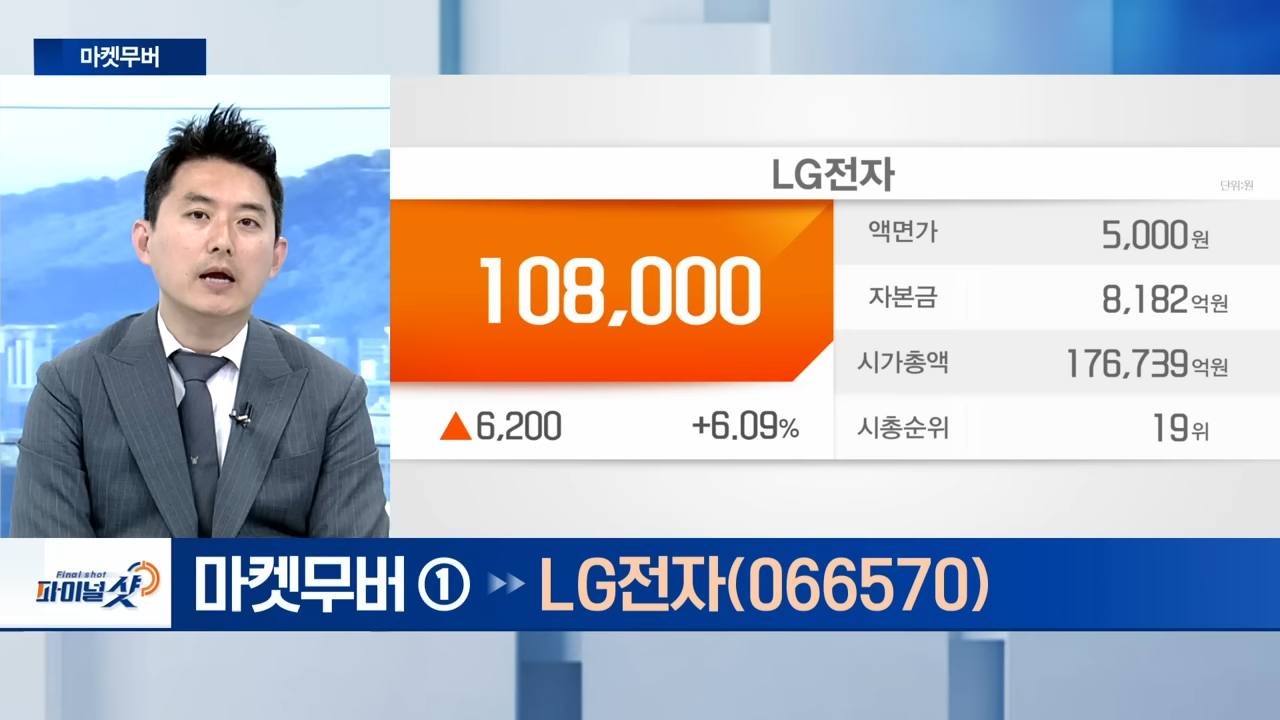 마켓무버
LG전자
단위:원
108,000
▲6,200 +6.09%
액면가 5,000원
자본금 8,182억원
시가총액 176,739억원
시총순위 19위
Final shot
파이널샷
마켓무버 ① LG전자(066570)